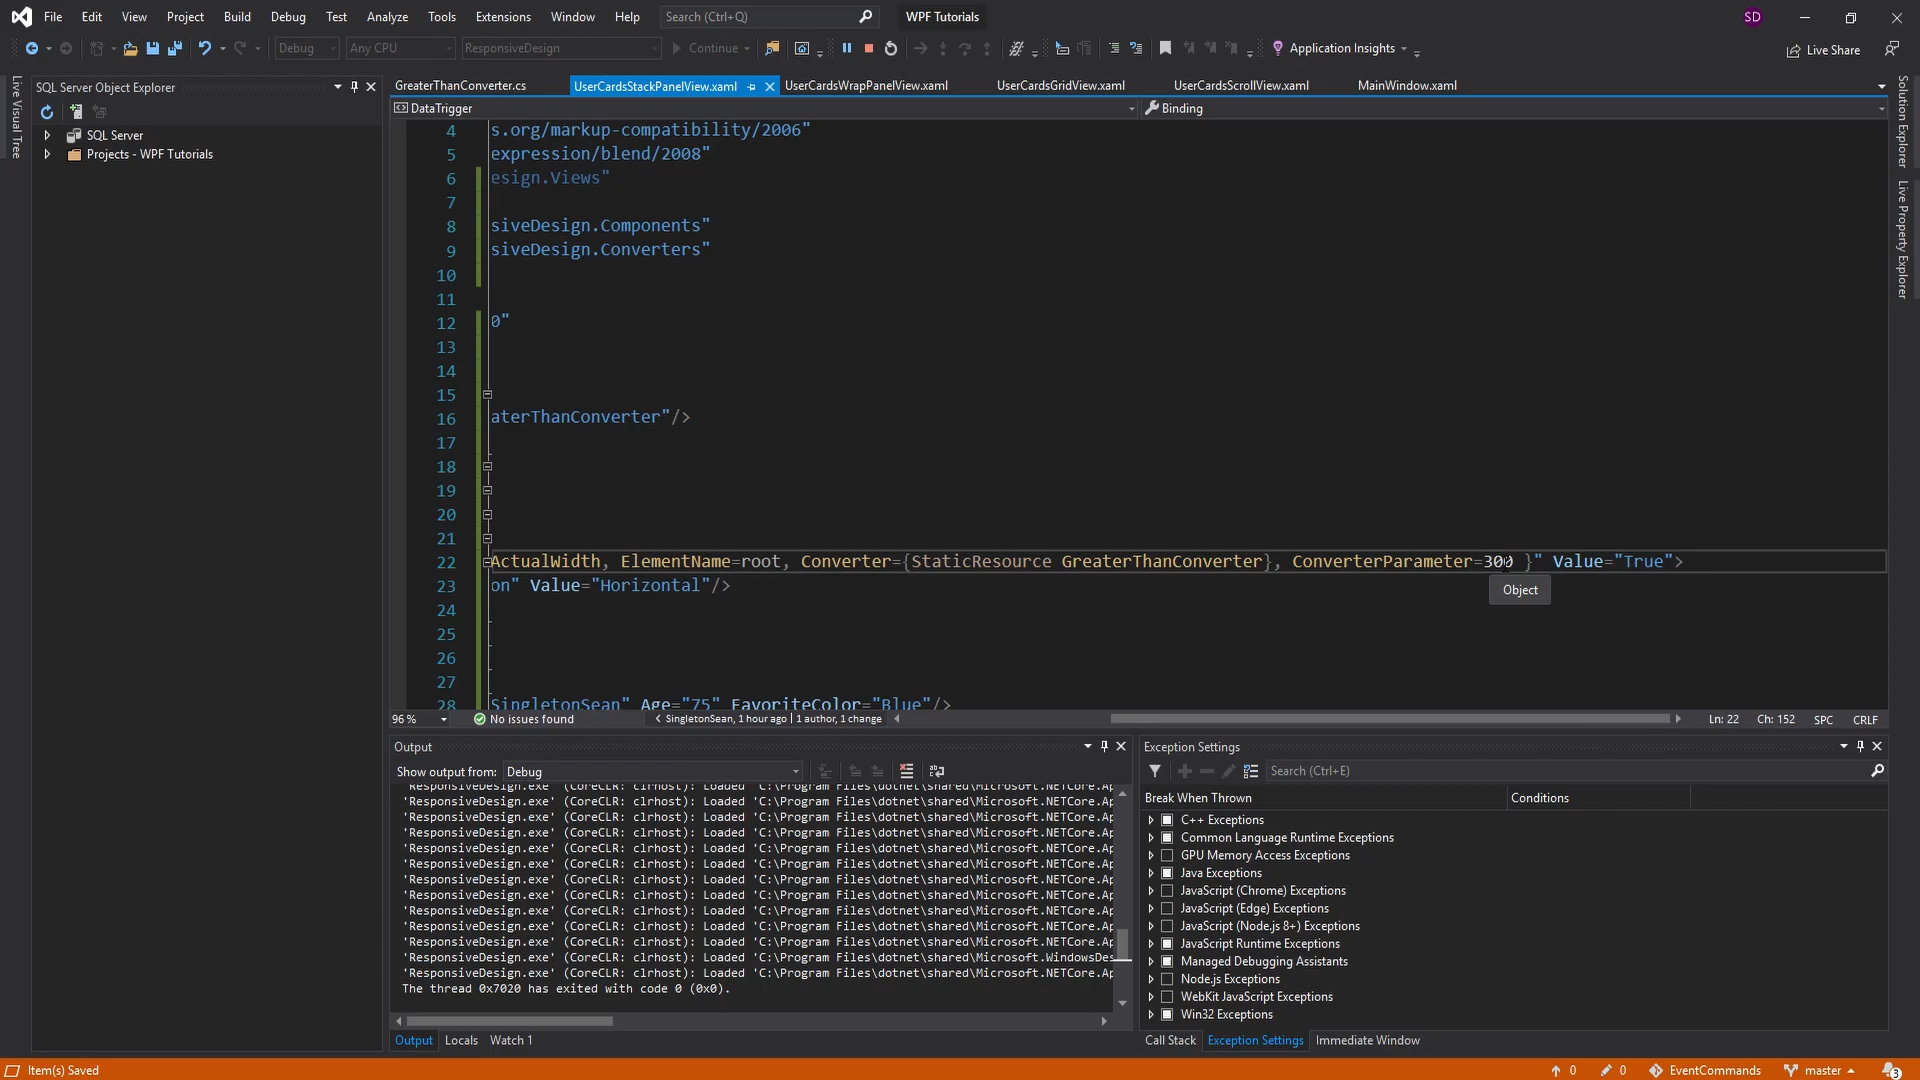 File Edit View Project Build Debug Test Analyze Tools Extensions Window Help Search (Ctrl+Q) WPF Tutorials SD
Debug Any CPU ResponsiveDesign Continue Application Insights Live Share
Live Visual Tree
SQL Server Object Explorer
SQL Server
Projects - WPF Tutorials
GreaterThanConverter.cs UserCardsStackPanelView.xaml UserCardsWrapPanelView.xaml UserCardsGridView.xaml UserCardsScrollView.xaml MainWindow.xaml
DataTrigger Binding
4 s.org/markup-compatibility/2006"
5 expression/blend/2008"
6 esign.Views"
7
8 siveDesign.Components"
9 siveDesign.Converters"
10
11
12 0"
13
14
15
16 aterThanConverter"/>
17
18
19
20
21
22 ActualWidth, ElementName=root, Converter={StaticResource GreaterThanConverter}, ConverterParameter=300 }" Value="True">
23 on" Value="Horizontal"/>
Object
24
25
26
27
28 SingletonSean" Age="75" FavoriteColor="Blue"/>
96 % No issues found SingletonSean, 1 hour ago | 1 author, 1 change Ln: 22 Ch: 152 SPC CRLF
Solution Explorer
Live Property Explorer
Output
Show output from: Debug
'ResponsiveDesign.exe' (CoreCLR: clrhost): Loaded 'C:\Program Files\dotnet\shared\Microsoft.NETCore.Ap
'ResponsiveDesign.exe' (CoreCLR: clrhost): Loaded 'C:\Program Files\dotnet\shared\Microsoft.NETCore.Ap
'ResponsiveDesign.exe' (CoreCLR: clrhost): Loaded 'C:\Program Files\dotnet\shared\Microsoft.NETCore.Ap
'ResponsiveDesign.exe' (CoreCLR: clrhost): Loaded 'C:\Program Files\dotnet\shared\Microsoft.NETCore.Ap
'ResponsiveDesign.exe' (CoreCLR: clrhost): Loaded 'C:\Program Files\dotnet\shared\Microsoft.NETCore.Ap
'ResponsiveDesign.exe' (CoreCLR: clrhost): Loaded 'C:\Program Files\dotnet\shared\Microsoft.NETCore.Ap
'ResponsiveDesign.exe' (CoreCLR: clrhost): Loaded 'C:\Program Files\dotnet\shared\Microsoft.NETCore.Ap
'ResponsiveDesign.exe' (CoreCLR: clrhost): Loaded 'C:\Program Files\dotnet\shared\Microsoft.NETCore.Ap
'ResponsiveDesign.exe' (CoreCLR: clrhost): Loaded 'C:\Program Files\dotnet\shared\Microsoft.NETCore.Ap
'ResponsiveDesign.exe' (CoreCLR: clrhost): Loaded 'C:\Program Files\dotnet\shared\Microsoft.NETCore.Ap
'ResponsiveDesign.exe' (CoreCLR: clrhost): Loaded 'C:\Program Files\dotnet\shared\Microsoft.NETCore.Ap
'ResponsiveDesign.exe' (CoreCLR: clrhost): Loaded 'C:\Program Files\dotnet\shared\Microsoft.WindowsDes
'ResponsiveDesign.exe' (CoreCLR: clrhost): Loaded 'C:\Program Files\dotnet\shared\Microsoft.NETCore.Ap
The thread 0x7020 has exited with code 0 (0x0).
Output Locals Watch 1
Exception Settings
Search (Ctrl+E)
Break When Thrown Conditions
C++ Exceptions
Common Language Runtime Exceptions
GPU Memory Access Exceptions
Java Exceptions
JavaScript (Chrome) Exceptions
JavaScript (Edge) Exceptions
JavaScript (Node.js 8+) Exceptions
JavaScript Runtime Exceptions
Managed Debugging Assistants
Node.js Exceptions
WebKit JavaScript Exceptions
Win32 Exceptions
Call Stack Exception Settings Immediate Window
Item(s) Saved 0 0 EventCommands master 3